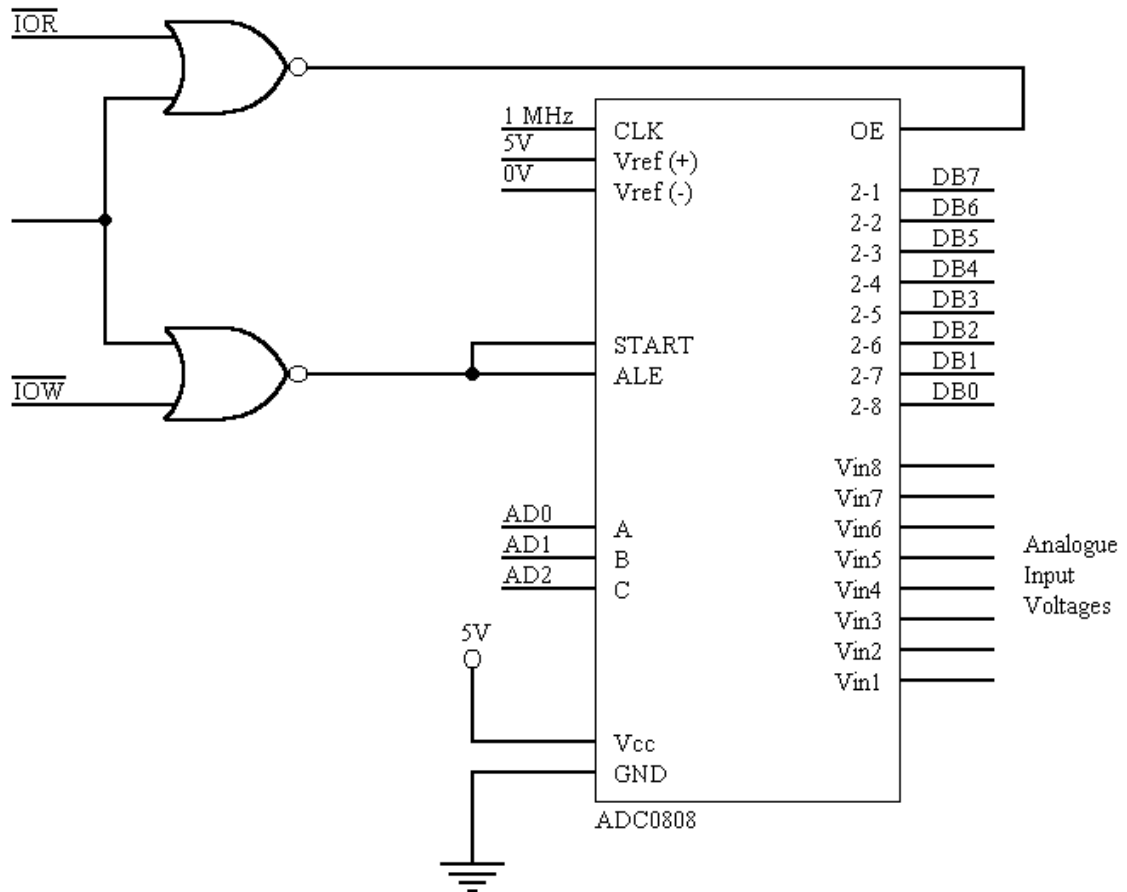 IOR
1 MHz
5V
0V
CLK
Vref (+)
Vref (-)
OE
2-1
2-2
2-3
2-4
2-5
2-6
2-7
2-8
DB7
DB6
DB5
DB4
DB3
DB2
DB1
DB0
START
ALE
IOW
AD0
AD1
AD2
A
B
C
Vin8
Vin7
Vin6
Vin5
Vin4
Vin3
Vin2
Vin1
Analogue
Input
Voltages
5V
Vcc
GND
ADC0808